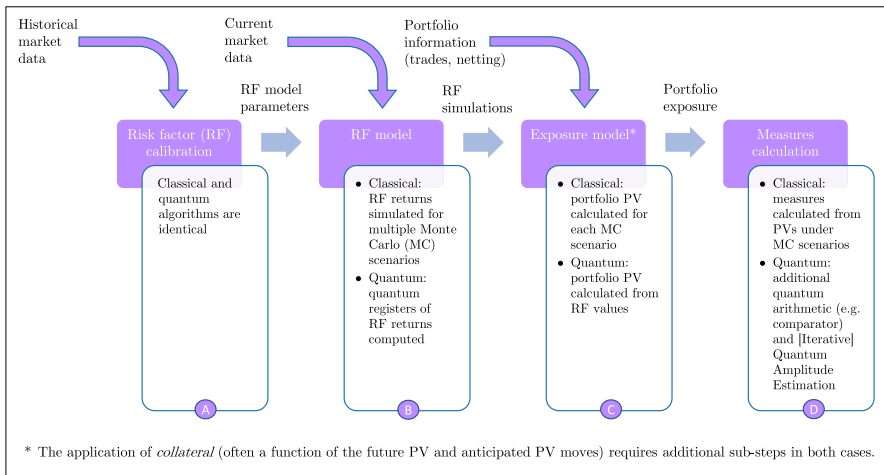 Historical
market
data
Current
market
data
Portfolio
information
(trades, netting)
RF model
parameters
RF
simulations
Portfolio
exposure
Risk factor (RF)
calibration
RF model
Exposure model*
Measures
calculation
Classical and
quantum
algorithms are
identical
• Classical:
RF returns
simulated for
multiple Monte
Carlo (MC)
scenarios
• Quantum:
quantum
registers of
RF returns
computed
• Classical:
portfolio PV
calculated for
each MC
scenario
• Quantum:
portfolio PV
calculated from
RF values
• Classical:
measures
calculated from
PVs under
MC scenarios
• Quantum:
additional
quantum
arithmetic (e.g.
comparator)
and [Iterative]
Quantum
Amplitude
Estimation
A
B
C
D
* The application of collateral (often a function of the future PV and anticipated PV moves) requires additional sub-steps in both cases.